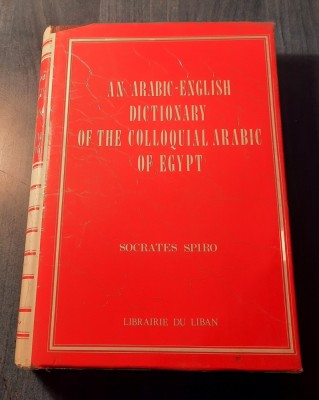 AN ARABIC-ENGLISH
DICTIONARY
OF THE COLLOQUIAL ARABIC
OF EGYPT
SOCRATES SPIRO
LIBRAIRIE DU LIBAN